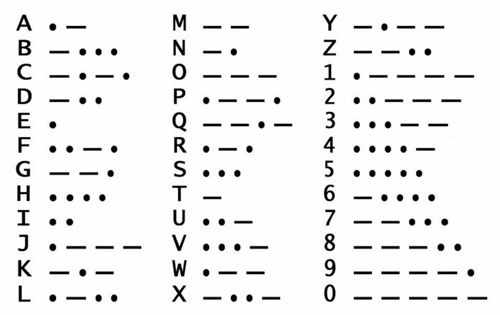 A • —
B — • • •
C — • — •
D — • •
E •
F • • — •
G — — •
H • • • •
I • •
J • — — —
K — • —
L • — • •
M — —
N — •
O — — —
P • — — •
Q — — • —
R • — •
S • • •
T —
U • • —
V • • • —
W • — —
X — • • —
Y — • — —
Z — — • •
1 • — — — —
2 • • — — —
3 • • • — —
4 • • • • —
5 • • • • •
6 — • • • •
7 — — • • •
8 — — — • •
9 — — — — •
0 — — — — —